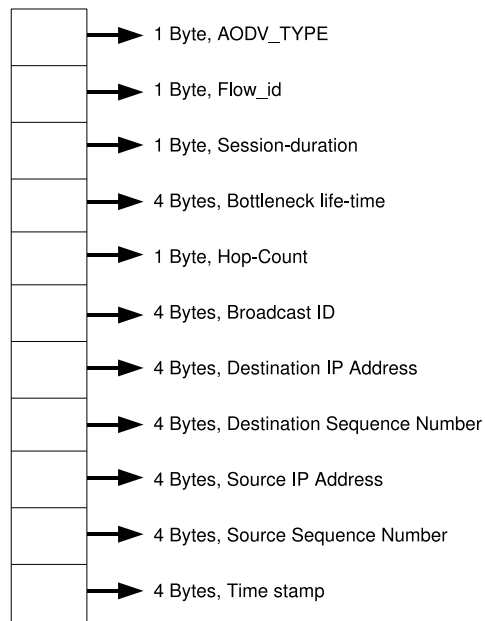 1 Byte, AODV_TYPE
1 Byte, Flow_id
1 Byte, Session-duration
4 Bytes, Bottleneck life-time
1 Byte, Hop-Count
4 Bytes, Broadcast ID
4 Bytes, Destination IP Address
4 Bytes, Destination Sequence Number
4 Bytes, Source IP Address
4 Bytes, Source Sequence Number
4 Bytes, Time stamp